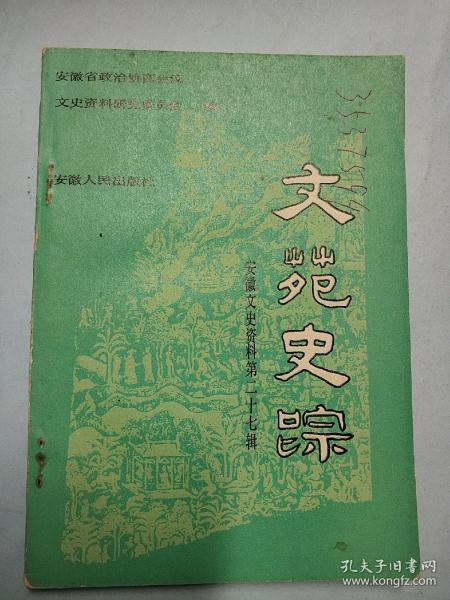 安徽省政治协商会议
文史资料研究委员会 编
安徽人民出版社
文苑史踪
安徽文史资料第二十七辑
孔夫子旧书网
www.kongfz.com